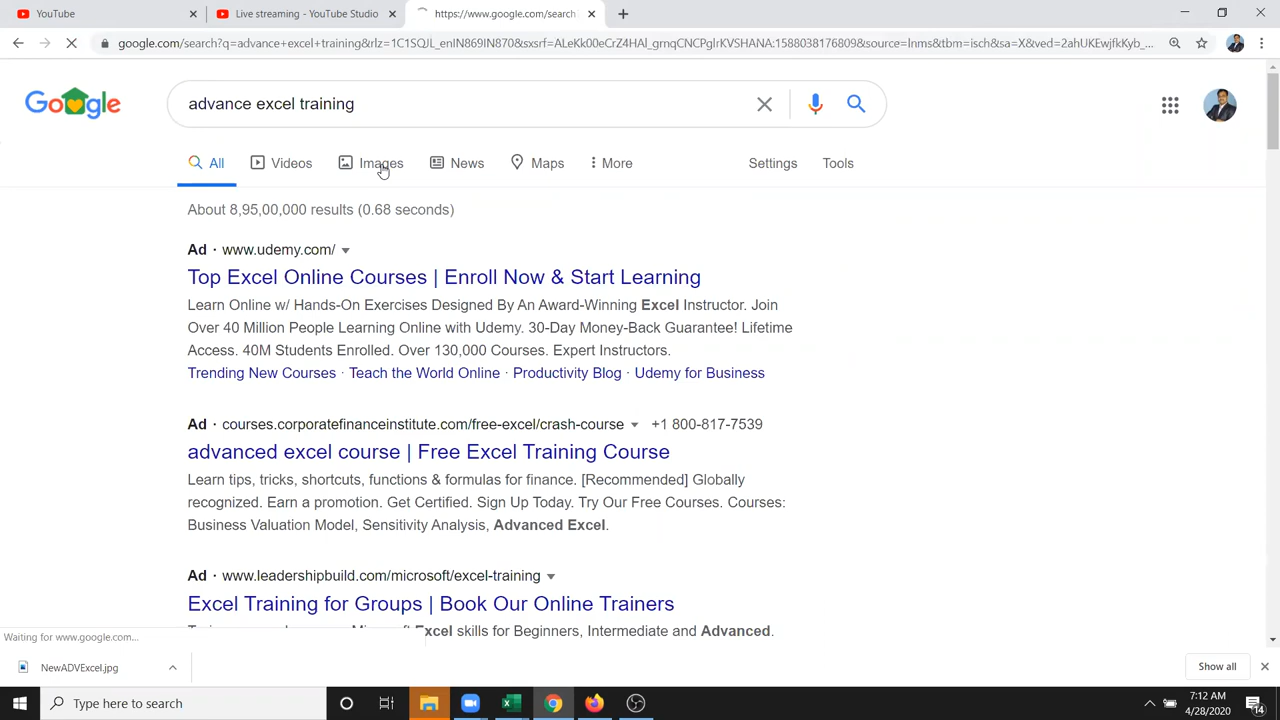 YouTube
Live streaming - YouTube Studio
https://www.google.com/search
google.com/search?q=advance+excel+training&rlz=1C1SQJL_enIN869IN870&sxsrf=ALeKk00eCrZ4HAl_grnqCNCPglrKVSHANA:1588038176809&source=lnms&tbm=isch&sa=X&ved=2ahUKEwjfkKyb_...
Google
advance excel training
All
Videos
Images
News
Maps
More
Settings
Tools
About 8,95,00,000 results (0.68 seconds)
Ad · www.udemy.com/
Top Excel Online Courses | Enroll Now & Start Learning
Learn Online w/ Hands-On Exercises Designed By An Award-Winning Excel Instructor. Join
Over 40 Million People Learning Online with Udemy. 30-Day Money-Back Guarantee! Lifetime
Access. 40M Students Enrolled. Over 130,000 Courses. Expert Instructors.
Trending New Courses · Teach the World Online · Productivity Blog · Udemy for Business
Ad · courses.corporatefinanceinstitute.com/free-excel/crash-course +1 800-817-7539
advanced excel course | Free Excel Training Course
Learn tips, tricks, shortcuts, functions & formulas for finance. [Recommended] Globally
recognized. Earn a promotion. Get Certified. Sign Up Today. Try Our Free Courses. Courses:
Business Valuation Model, Sensitivity Analysis, Advanced Excel.
Ad · www.leadershipbuild.com/microsoft/excel-training
Excel Training for Groups | Book Our Online Trainers
Excel skills for Beginners, Intermediate and Advanced.
Waiting for www.google.com...
NewADVExcel.jpg
Show all
Type here to search
7:12 AM
4/28/2020
14